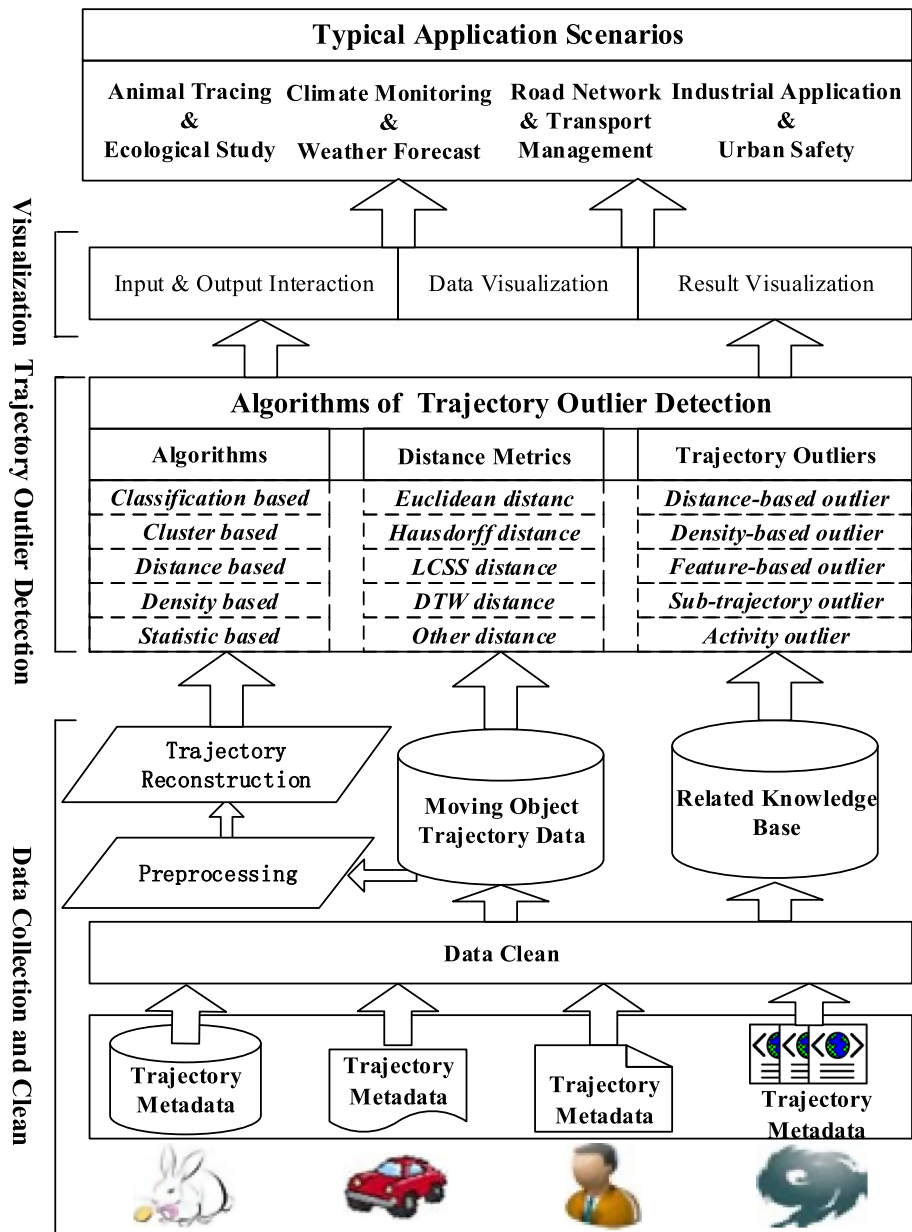 Typical Application Scenarios
Animal Tracing
&
Ecological Study
Climate Monitoring
&
Weather Forecast
Road Network
& Transport
Management
Industrial Application
&
Urban Safety
Visualization
Input & Output Interaction
Data Visualization
Result Visualization
Trajectory Outlier Detection
Algorithms of Trajectory Outlier Detection
Algorithms
Classification based
Cluster based
Distance based
Density based
Statistic based
Distance Metrics
Euclidean distanc
Hausdorff distance
LCSS distance
DTW distance
Other distance
Trajectory Outliers
Distance-based outlier
Density-based outlier
Feature-based outlier
Sub-trajectory outlier
Activity outlier
Data Collection and Clean
Trajectory
Reconstruction
Preprocessing
Moving Object
Trajectory Data
Related Knowledge
Base
Data Clean
Trajectory
Metadata
Trajectory
Metadata
Trajectory
Metadata
Trajectory
Metadata